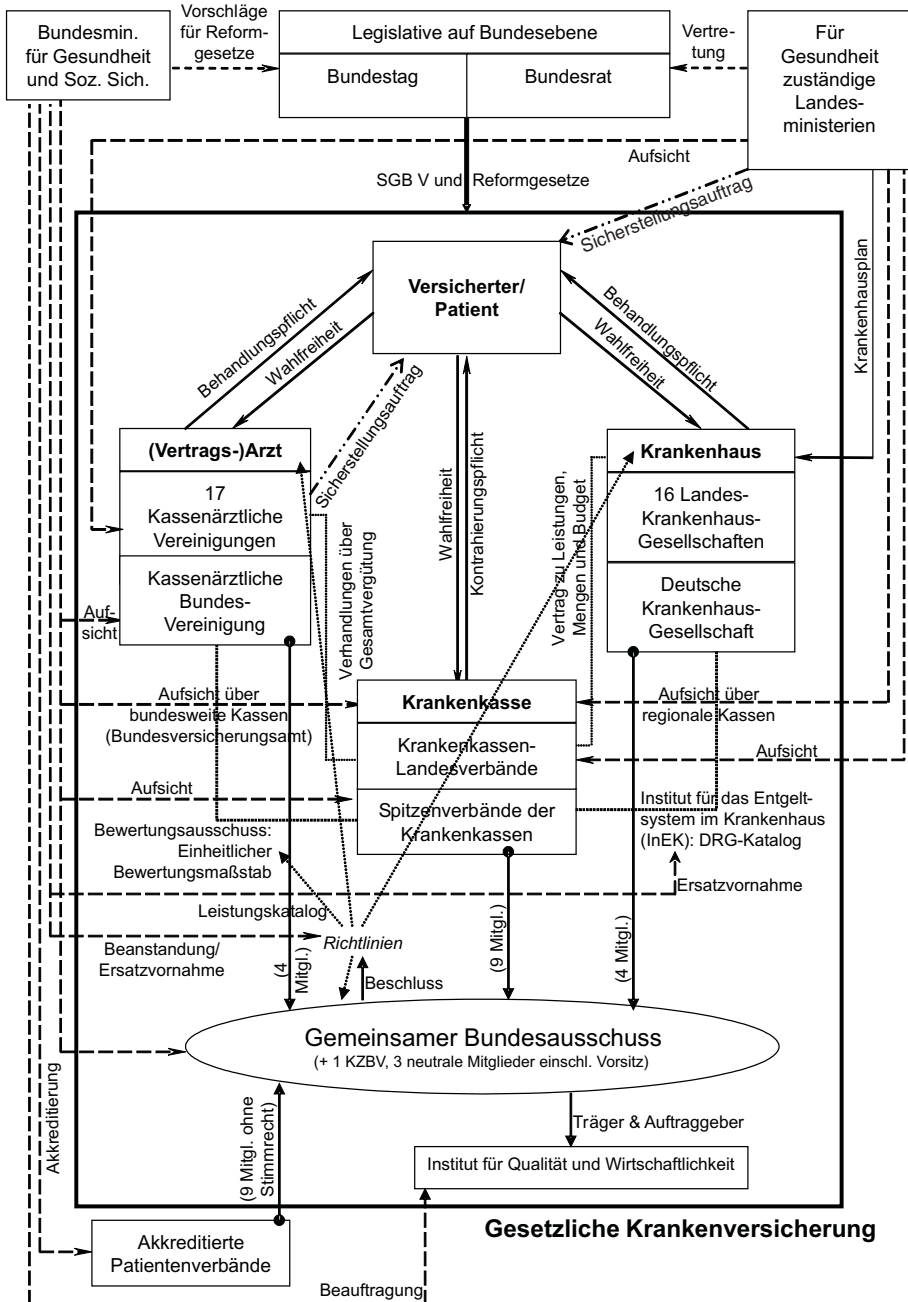 Bundesmin.
für Gesundheit
und Soz. Sich.
Vorschläge
für Reform-
gesetze
Legislative auf Bundesebene
Bundestag
Bundesrat
Vertre-
tung
Für
Gesundheit
zuständige
Landes-
ministerien
Aufsicht
SGB V und Reformgesetze
Sicherstellungsauftrag
Krankenhausplan
Versicherter/
Patient
Behandlungspflicht
Wahlfreiheit
Wahlfreiheit
Behandlungspflicht
Sicherstellungsauftrag
(Vertrags-)Arzt
17
Kassenärztliche
Vereinigungen
Kassenärztliche
Bundes-
Vereinigung
Auf-
sicht
Verhandlungen über
Gesamtvergütung
Wahlfreiheit
Kontrahierungspflicht
Vertrag zu Leistungen,
Mengen und Budget
Krankenhaus
16 Landes-
Krankenhaus-
Gesellschaften
Deutsche
Krankenhaus-
Gesellschaft
Aufsicht über
bundesweite Kassen
(Bundesversicherungsamt)
Krankenkasse
Krankenkassen-
Landesverbände
Spitzenverbände der
Krankenkassen
Aufsicht über
regionale Kassen
Aufsicht
Aufsicht
Bewertungsausschuss:
Einheitlicher
Bewertungsmaßstab
Institut für das Entgelt-
system im Krankenhaus
(InEK): DRG-Katalog
Ersatzvornahme
Leistungskatalog
Richtlinien
Beanstandung/
Ersatzvornahme
(4
Mitgl.)
Beschluss
(9 Mitgl.)
(4 Mitgl.)
Gemeinsamer Bundesausschuss
(+ 1 KZBV, 3 neutrale Mitglieder einschl. Vorsitz)
Akkreditierung
(9 Mitgl. ohne
Stimmrecht)
Träger & Auftraggeber
Institut für Qualität und Wirtschaftlichkeit
Gesetzliche Krankenversicherung
Akkreditierte
Patientenverbände
Beauftragung